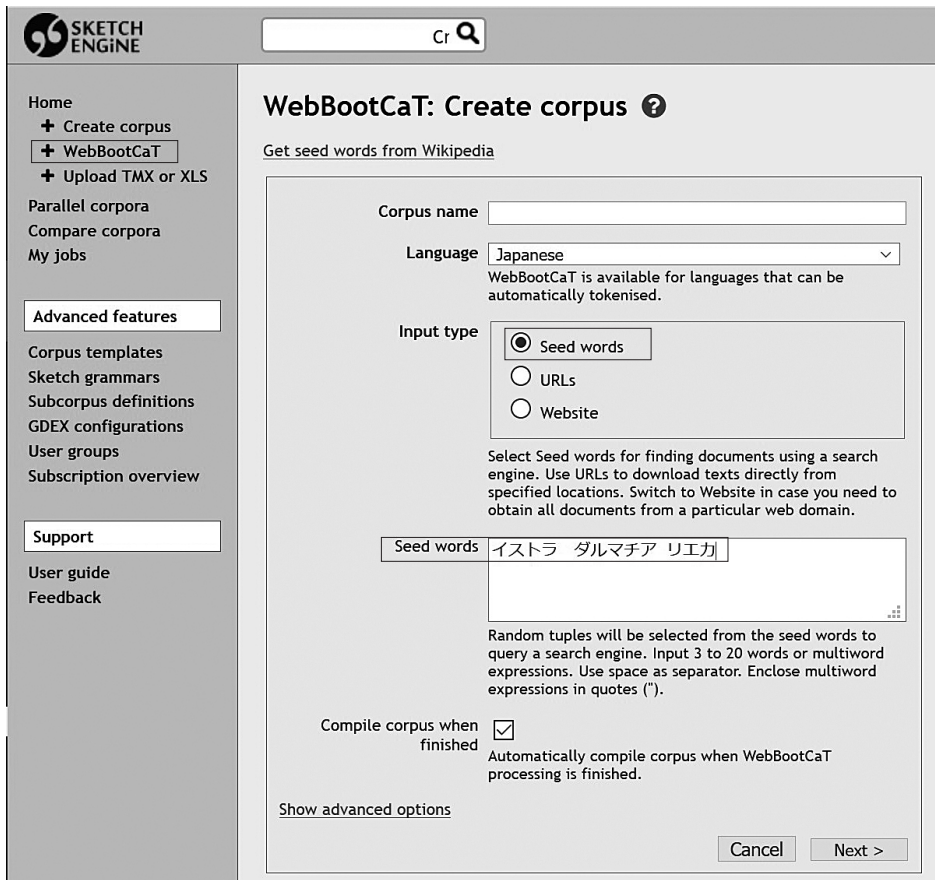 SKETCH
ENGINE
Cr
Home
+ Create corpus
+ WebBootCaT
+ Upload TMX or XLS
Parallel corpora
Compare corpora
My jobs
Advanced features
Corpus templates
Sketch grammars
Subcorpus definitions
GDEX configurations
User groups
Subscription overview
Support
User guide
Feedback
WebBootCaT: Create corpus ?
Get seed words from Wikipedia
Corpus name
Language Japanese
WebBootCaT is available for languages that can be
automatically tokenised.
Input type
Seed words
URLs
Website
Select Seed words for finding documents using a search
engine. Use URLs to download texts directly from
specified locations. Switch to Website in case you need to
obtain all documents from a particular web domain.
Seed words イストラ　ダルマチア リエカ
Random tuples will be selected from the seed words to
query a search engine. Input 3 to 20 words or multiword
expressions. Use space as separator. Enclose multiword
expressions in quotes (").
Compile corpus when
finished
Automatically compile corpus when WebBootCaT
processing is finished.
Show advanced options
Cancel
Next >